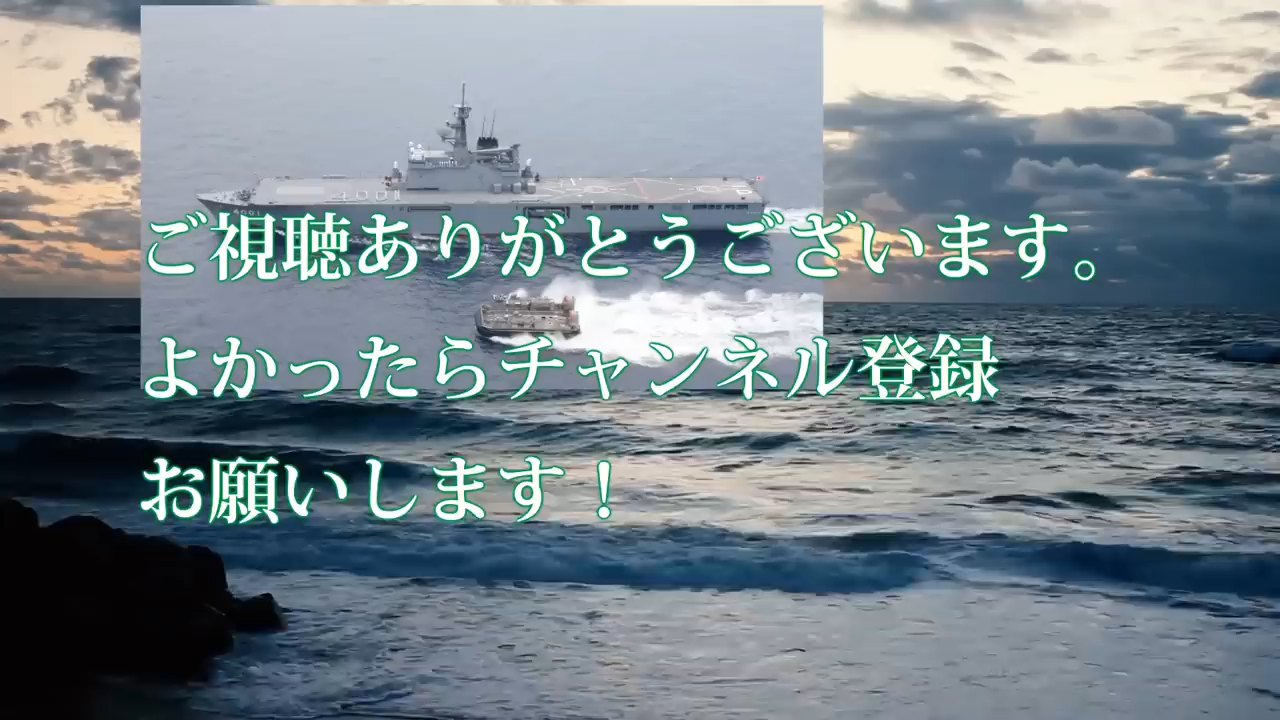 4001
ご視聴ありがとうございます。
よかったらチャンネル登録
お願いします！